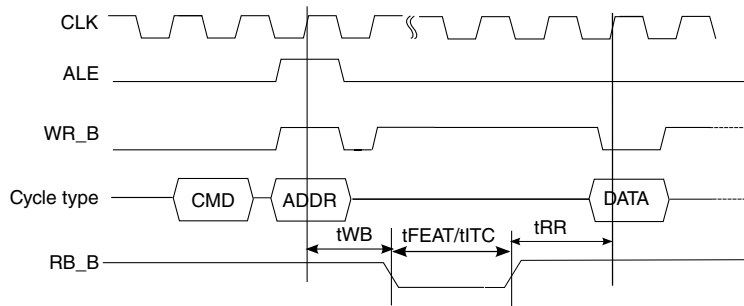 CLK
ALE
WR_B
Cycle type
CMD
ADDR
DATA
tWB
tFEAT/tITC
tRR
RB_B